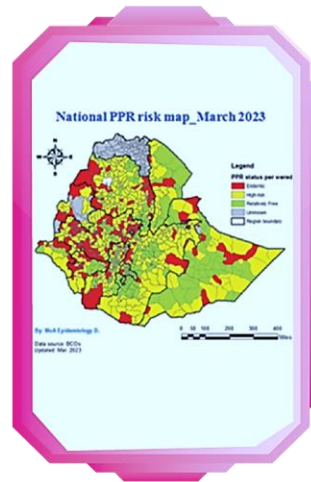 National PPR risk map_March 2023
Legend
PPR status per wered
Endemic
High risk
Relatively Free
Unknown
Region boundary
By: MoA Epidemiology D.
Data source: BCOs
Updated: Mar 2023
0 50 100 200 300 400
Miles